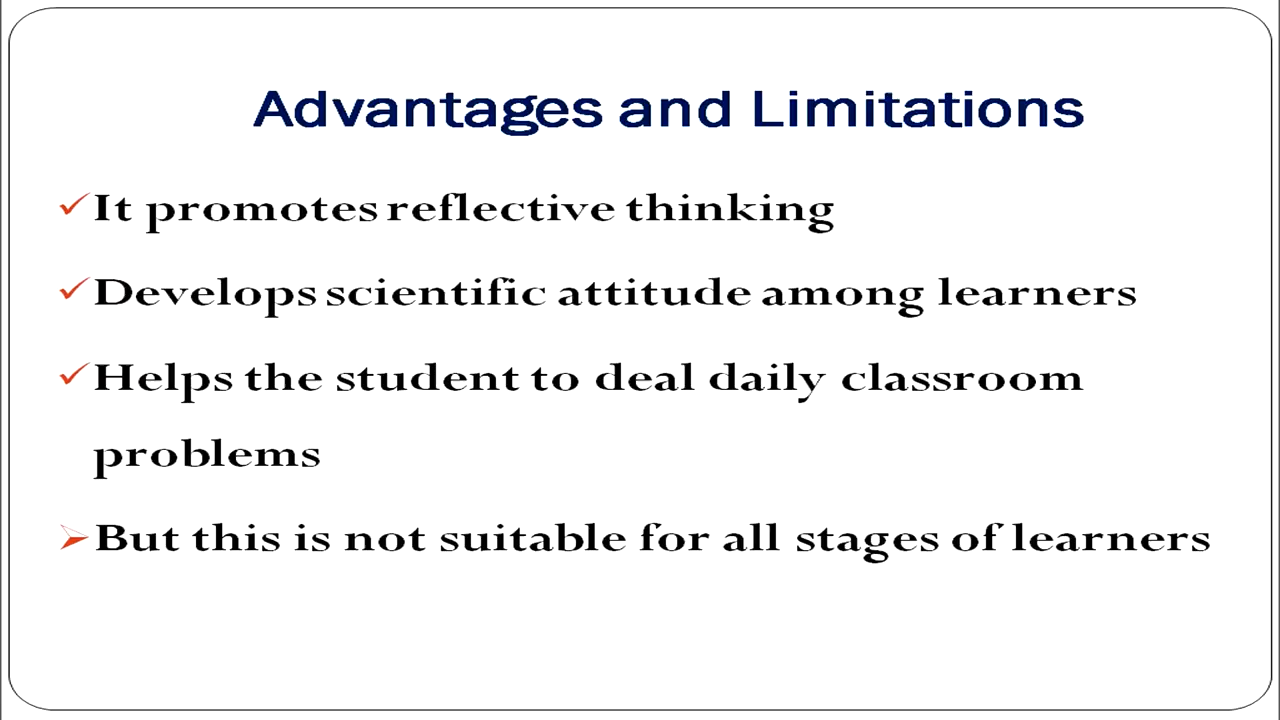 Advantages and Limitations
It promotes reflective thinking
Develops scientific attitude among learners
Helps the student to deal daily classroom
problems
But this is not suitable for all stages of learners